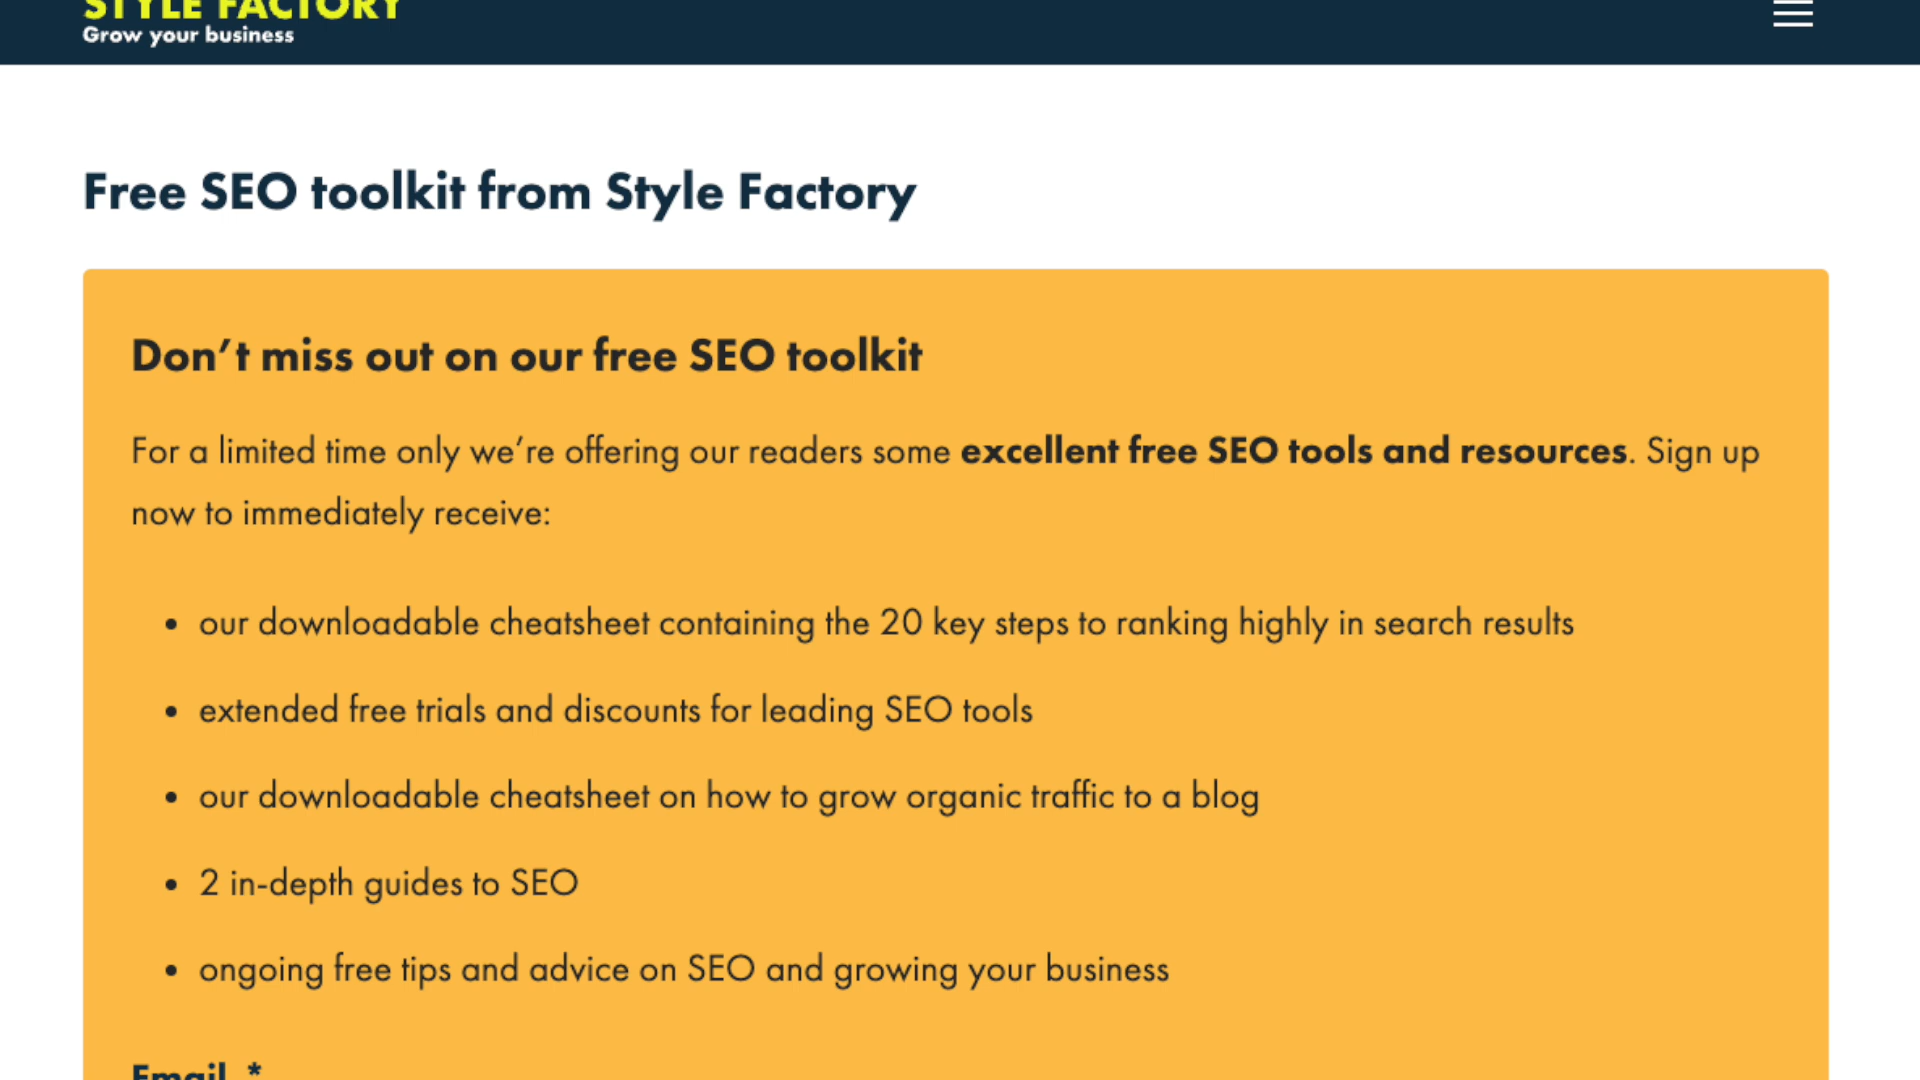 STYLE FACTORY
Grow your business
Free SEO toolkit from Style Factory
Don’t miss out on our free SEO toolkit
For a limited time only we’re offering our readers some excellent free SEO tools and resources. Sign up
now to immediately receive:
• our downloadable cheatsheet containing the 20 key steps to ranking highly in search results
• extended free trials and discounts for leading SEO tools
• our downloadable cheatsheet on how to grow organic traffic to a blog
• 2 in-depth guides to SEO
• ongoing free tips and advice on SEO and growing your business
Email *